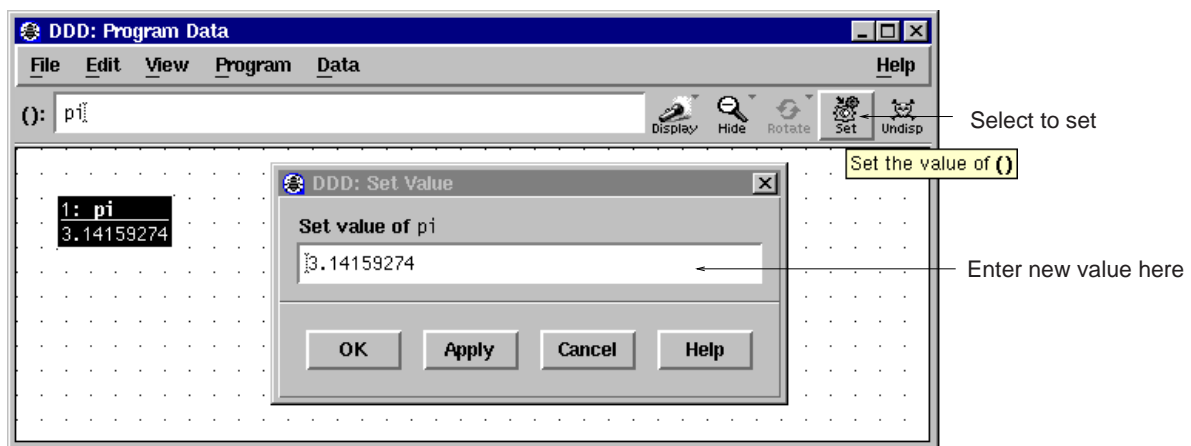 DDD: Program Data
File Edit View Program Data Help
(): pi
Display Hide Rotate Set Undisp
Select to set
Set the value of ()
DDD: Set Value
1: pi
3.14159274
Set value of pi
3.14159274
Enter new value here
OK Apply Cancel Help